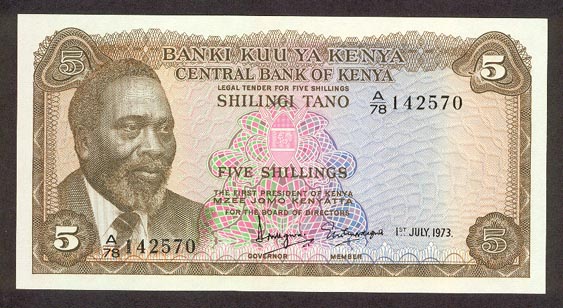 5
BANKI KUU YA KENYA
CENTRAL BANK OF KENYA
5
LEGAL TENDER FOR FIVE SHILLINGS
SHILINGI TANO
A/78 142570
FIVE SHILLINGS
THE FIRST PRESIDENT OF KENYA
MZEE JOMO KENYATTA
FOR THE BOARD OF DIRECTORS
5
A/78 142570
1ST JULY, 1973.
5
GOVERNOR MEMBER